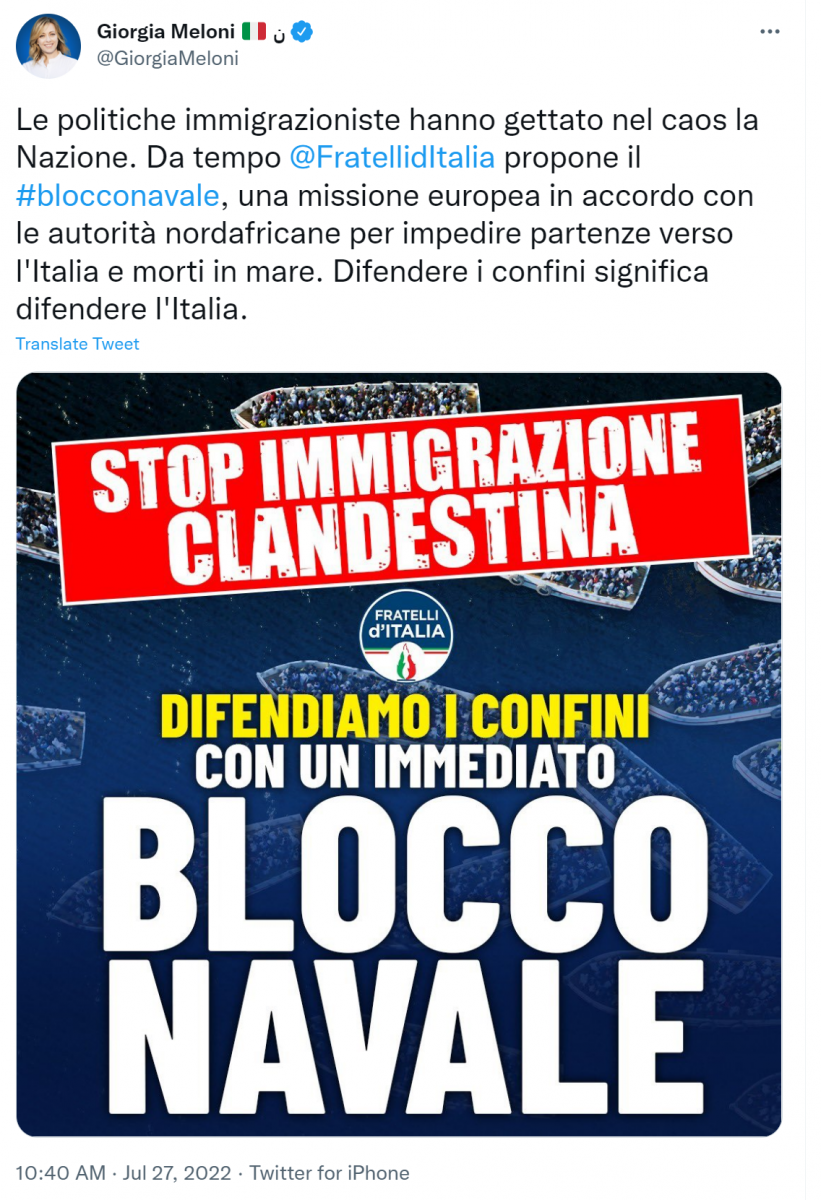 Giorgia Meloni 🇮🇹 ن
@GiorgiaMeloni
Le politiche immigrazioniste hanno gettato nel caos la
Nazione. Da tempo @FratellidItalia propone il
#blocconavale, una missione europea in accordo con
le autorità nordafricane per impedire partenze verso
l'Italia e morti in mare. Difendere i confini significa
difendere l'Italia.
Translate Tweet
STOP IMMIGRAZIONE
CLANDESTINA
FRATELLI
d'ITALIA
DIFENDIAMO I CONFINI
CON UN IMMEDIATO
BLOCCO
NAVALE
10:40 AM · Jul 27, 2022 · Twitter for iPhone